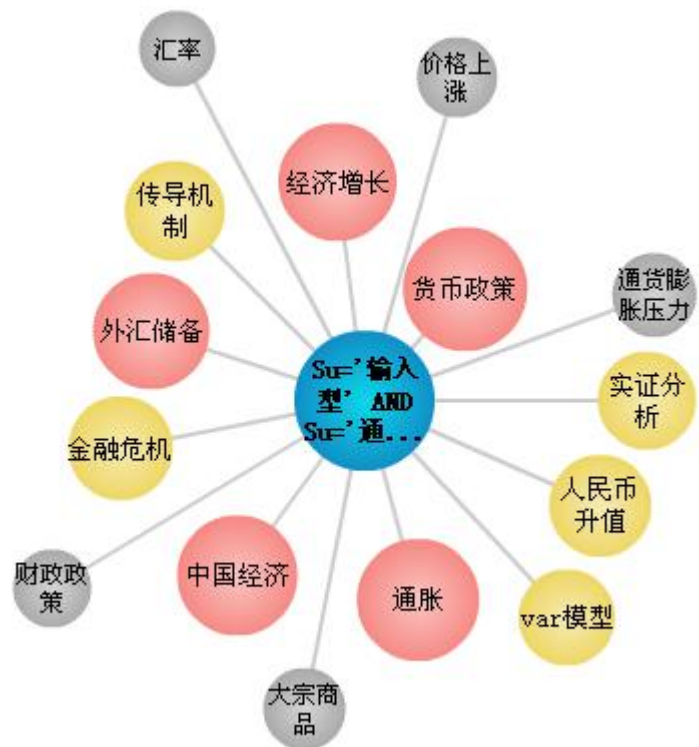 汇率
价格上
涨
经济增长
传导机
制
货币政策
通货膨
胀压力
外汇储备
Su='输入
型' AND
Su='通...
实证分
析
金融危机
人民币
升值
财政政
策
中国经济
通胀
var模型
大宗商
品